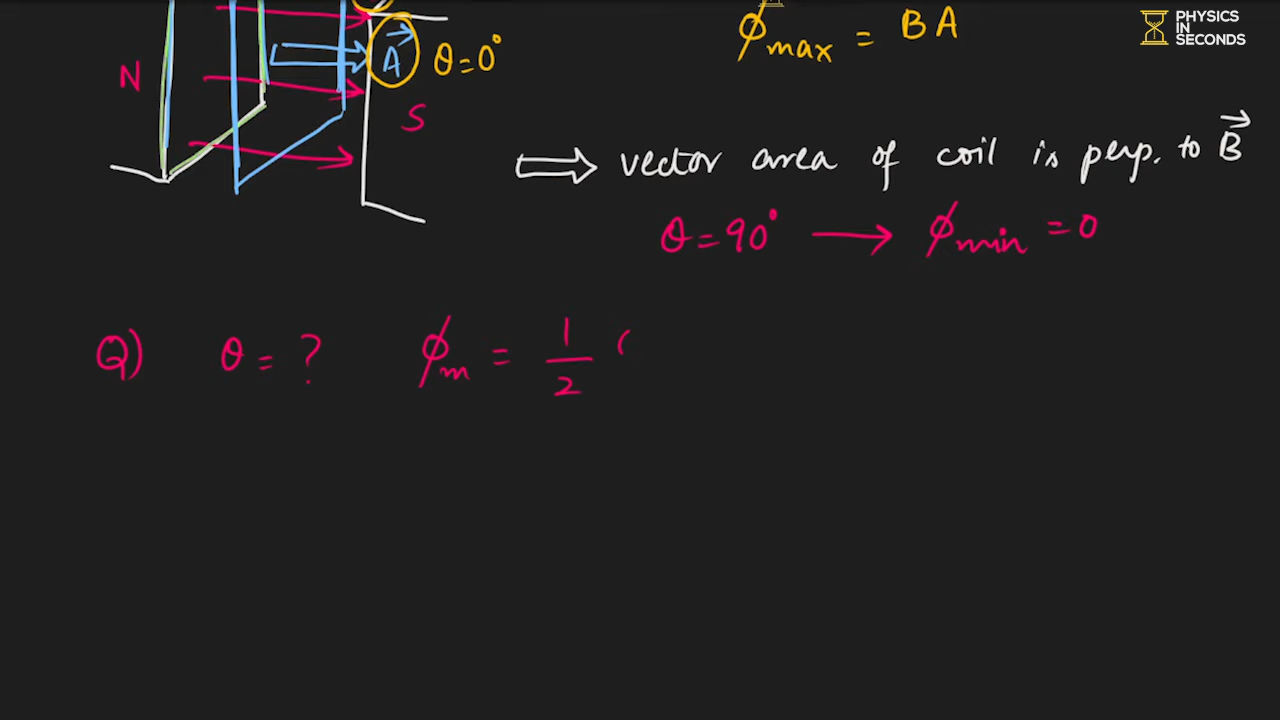 PHYSICS
IN
SECONDS
ϕmax = BA
A⃗ θ=0°
N
S
⇒ vector area of coil is perp. to B⃗
θ=90° → ϕmin = 0
Q) θ = ? ϕm = 1/2 (